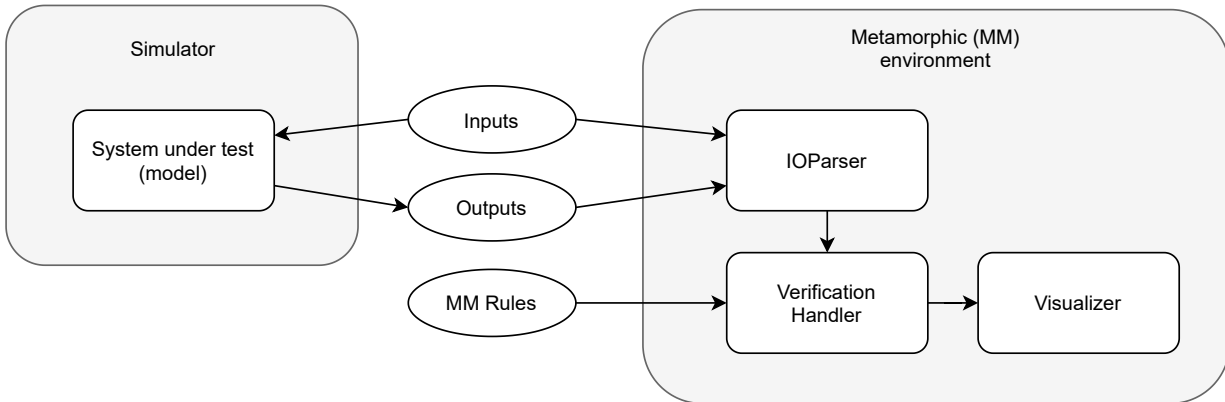 Simulator
Metamorphic (MM)
environment
Inputs
System under test
(model)
IOParser
Outputs
MM Rules
Verification
Handler
Visualizer